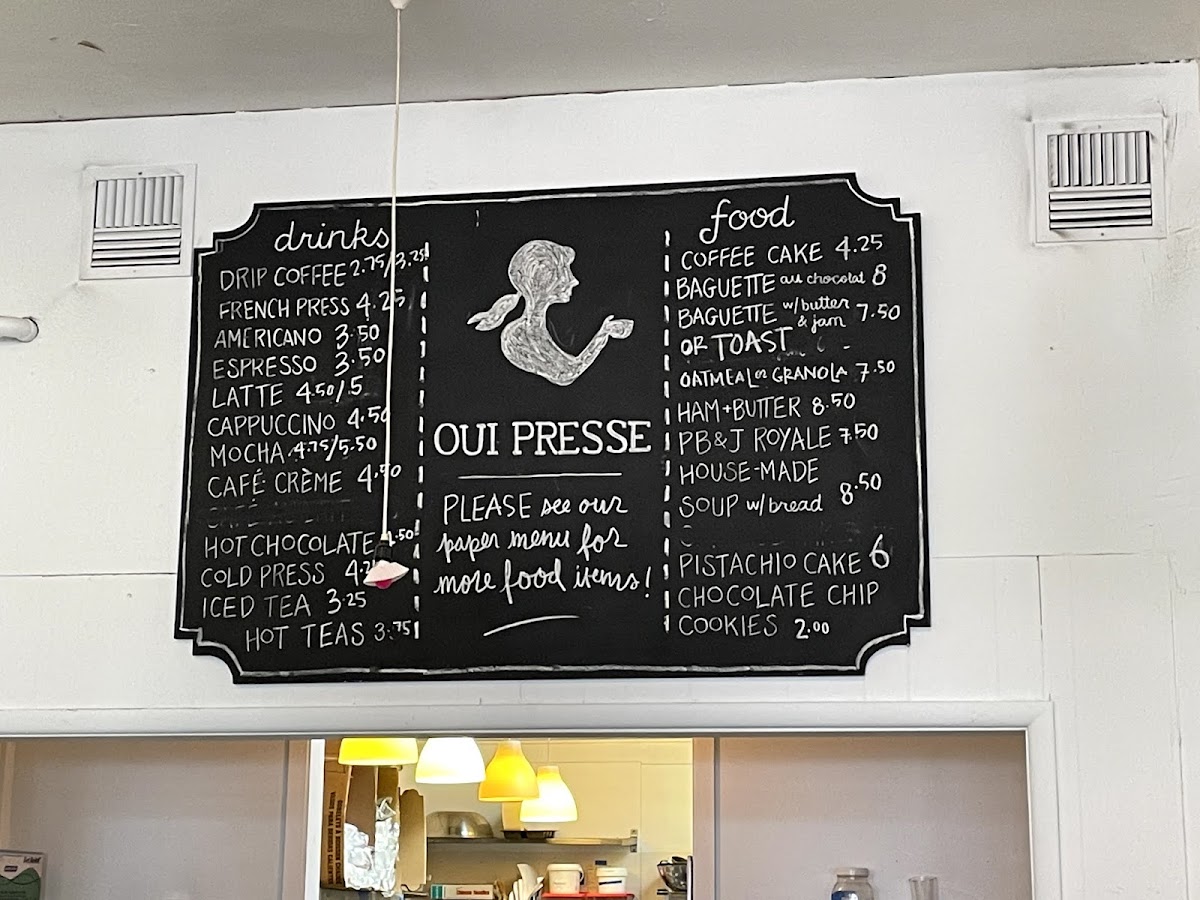 drinks
DRIP COFFEE 2.75/3.25
FRENCH PRESS 4.25
AMERICANO 3.50
ESPRESSO 3.50
LATTE 4.50/5
CAPPUCCINO 4.50
MOCHA 4.75/5.50
CAFÉ CRÈME 4.50
HOT CHOCOLATE
COLD PRESS
ICED TEA 3.25
HOT TEAS 3.75
OUI PRESSE
PLEASE see our
paper menu for
more food items!
food
COFFEE CAKE 4.25
BAGUETTE au chocolat 8
BAGUETTE w/butter
& jam 7.50
OR TOAST
OATMEAL or GRANOLA 7.50
HAM+BUTTER 8.50
PB&J ROYALE 7.50
HOUSE-MADE
SOUP w/bread 8.50
PISTACHIO CAKE 6
CHOCOLATE CHIP
COOKIES 2.00